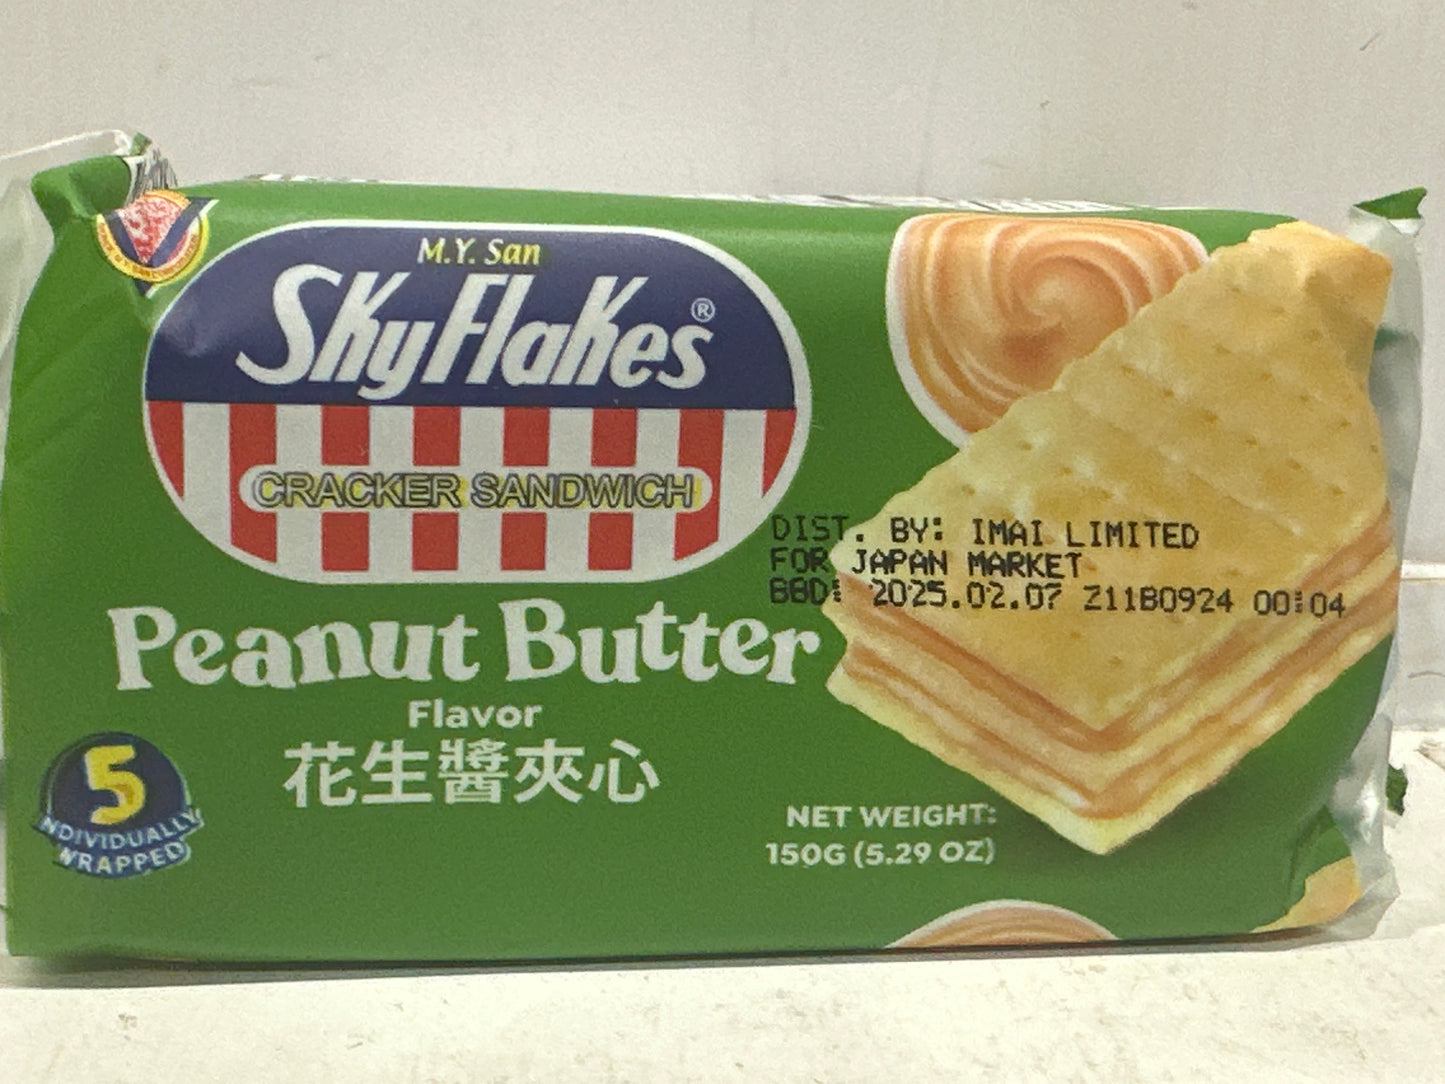 M.Y. San
SkyFlakes®
CRACKER SANDWICH
Peanut Butter
Flavor
花生醬夾心
5
INDIVIDUALLY
WRAPPED
DIST. BY: IMAI LIMITED
FOR JAPAN MARKET
BBD: 2025.02.07 Z11B0924 00:04
NET WEIGHT:
150G (5.29 OZ)